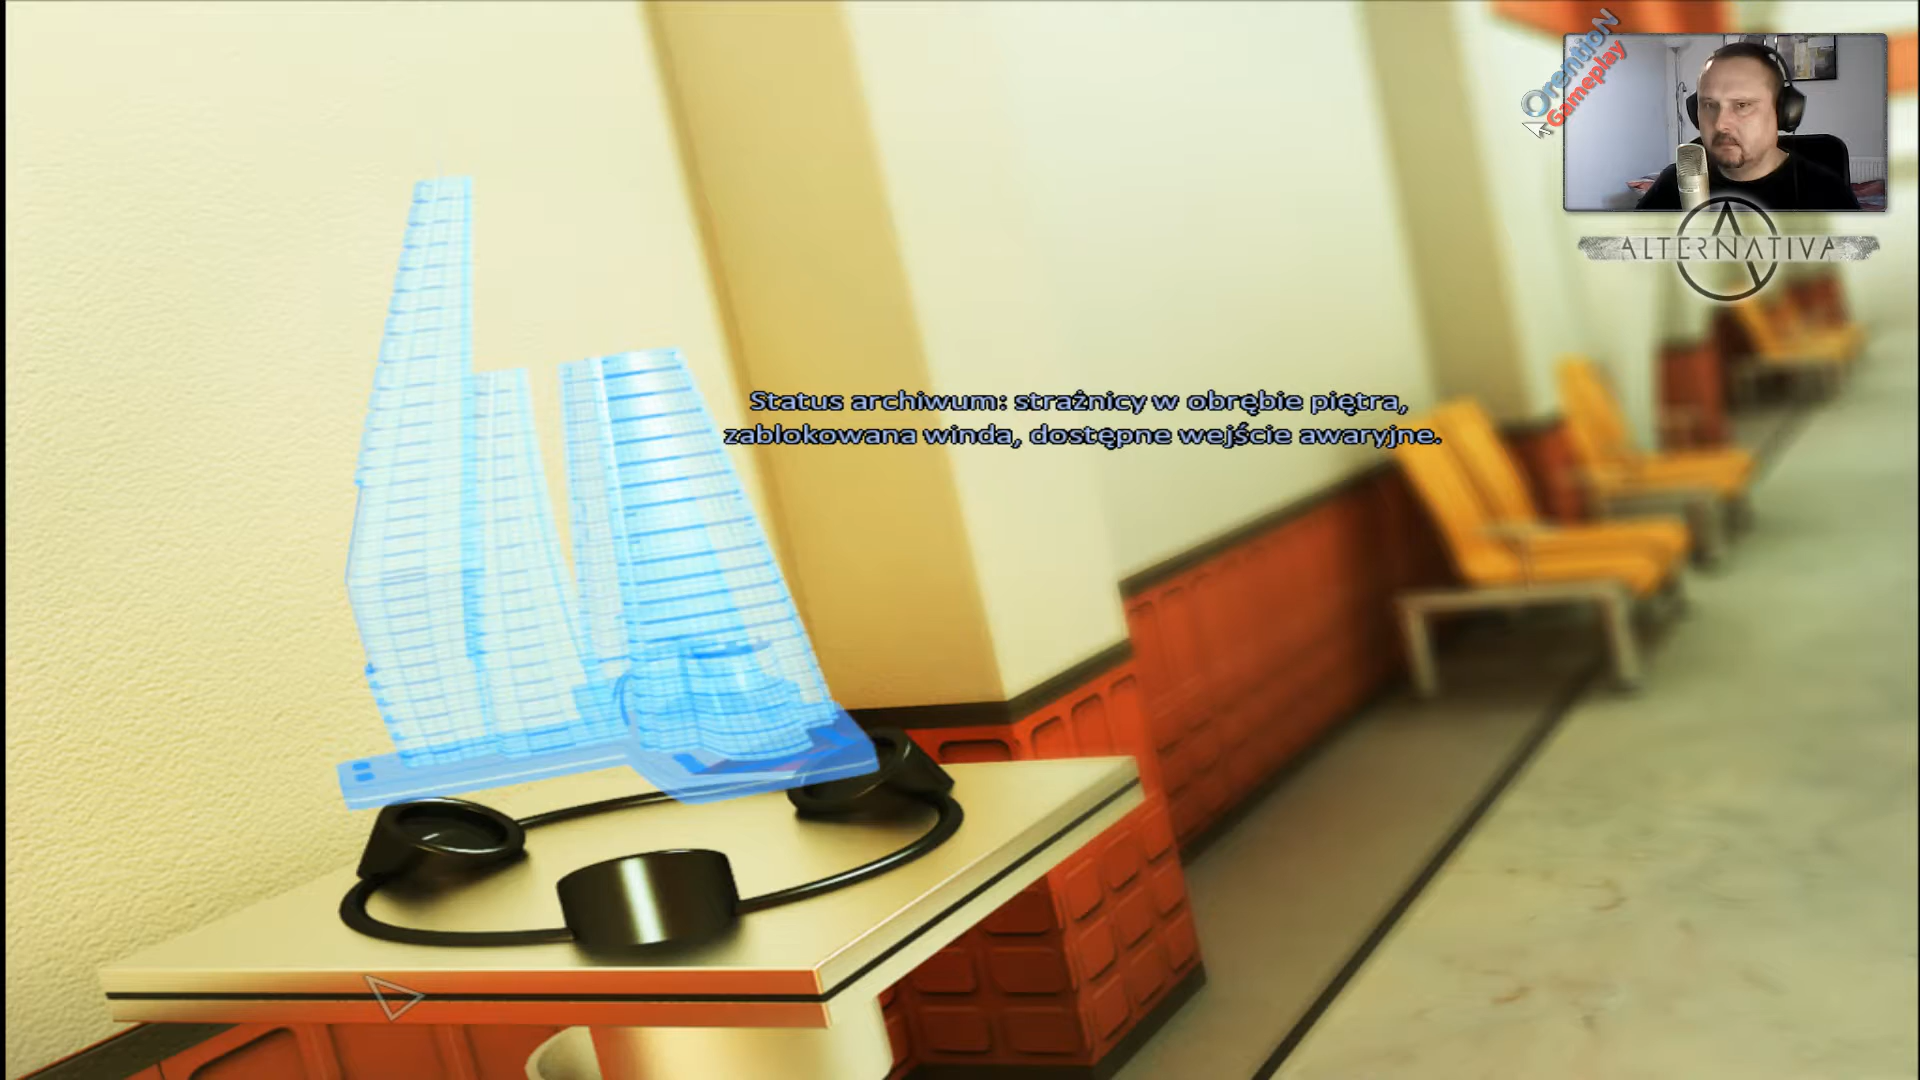 OrentioN
Gameplay
ALTERNATIVA
Status archiwum: strażnicy w obrębie piętra,
zablokowana winda, dostępne wejście awaryjne.